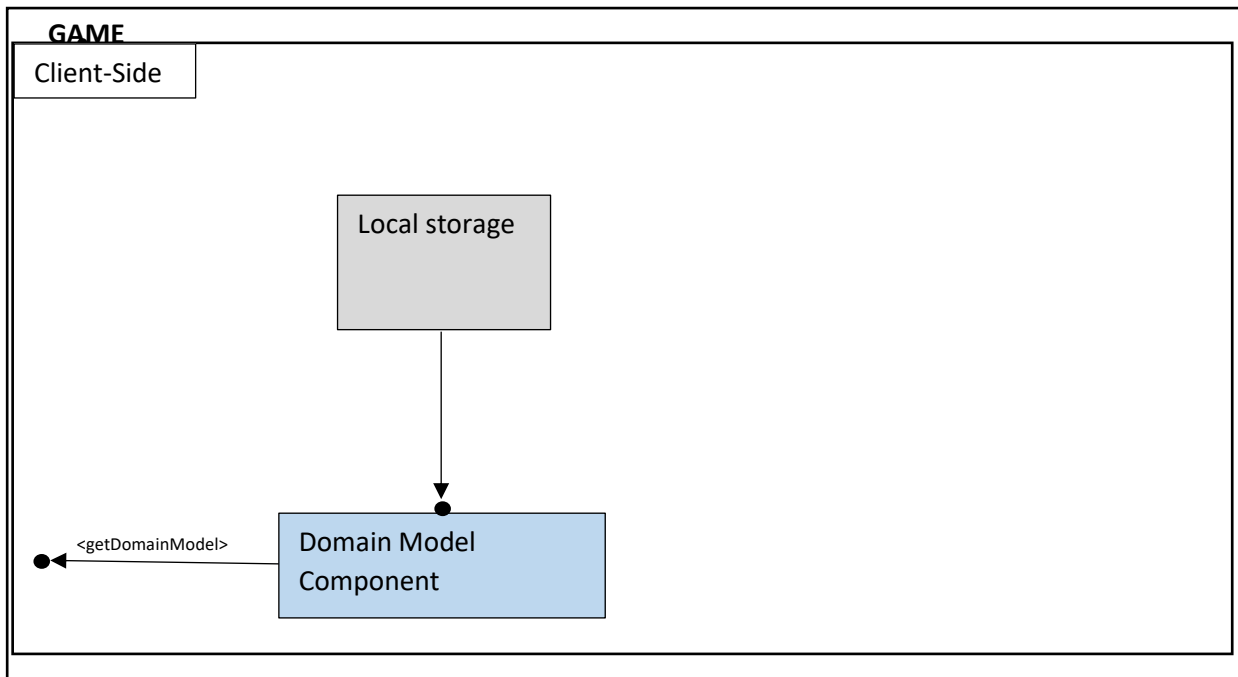 GAME
Client-Side
Local storage
<getDomainModel>
Domain Model
Component